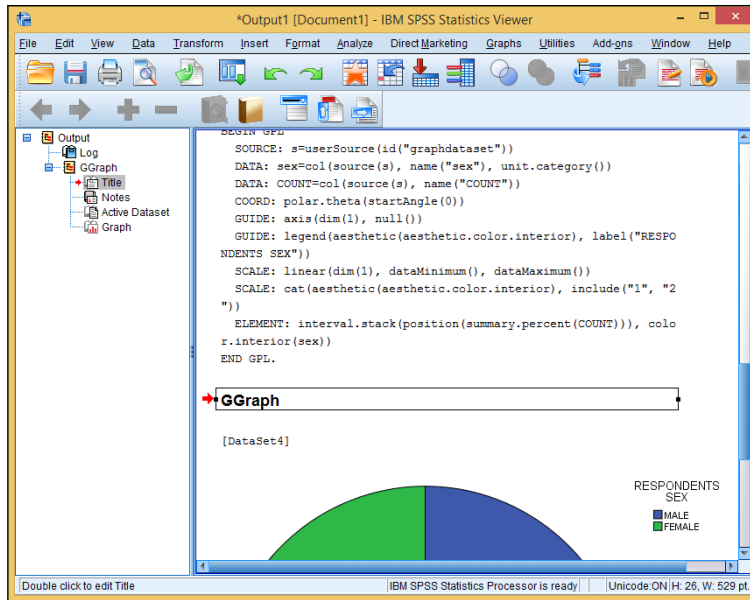 *Output1 [Document1] - IBM SPSS Statistics Viewer
File Edit View Data Transform Insert Format Analyze Direct Marketing Graphs Utilities Add-ons Window Help
Output
Log
GGraph
Title
Notes
Active Dataset
Graph
BEGIN GPL
SOURCE: s=userSource(id("graphdataset"))
DATA: sex=col(source(s), name("sex"), unit.category())
DATA: COUNT=col(source(s), name("COUNT"))
COORD: polar.theta(startAngle(0))
GUIDE: axis(dim(1), null())
GUIDE: legend(aesthetic(aesthetic.color.interior), label("RESPO
NDENTS SEX"))
SCALE: linear(dim(1), dataMinimum(), dataMaximum())
SCALE: cat(aesthetic(aesthetic.color.interior), include("1", "2
"))
ELEMENT: interval.stack(position(summary.percent(COUNT))), colo
r.interior(sex))
END GPL.
GGraph
[DataSet4]
RESPONDENTS
SEX
MALE
FEMALE
Double click to edit Title
IBM SPSS Statistics Processor is ready
Unicode:ON H: 26, W: 529 pt.